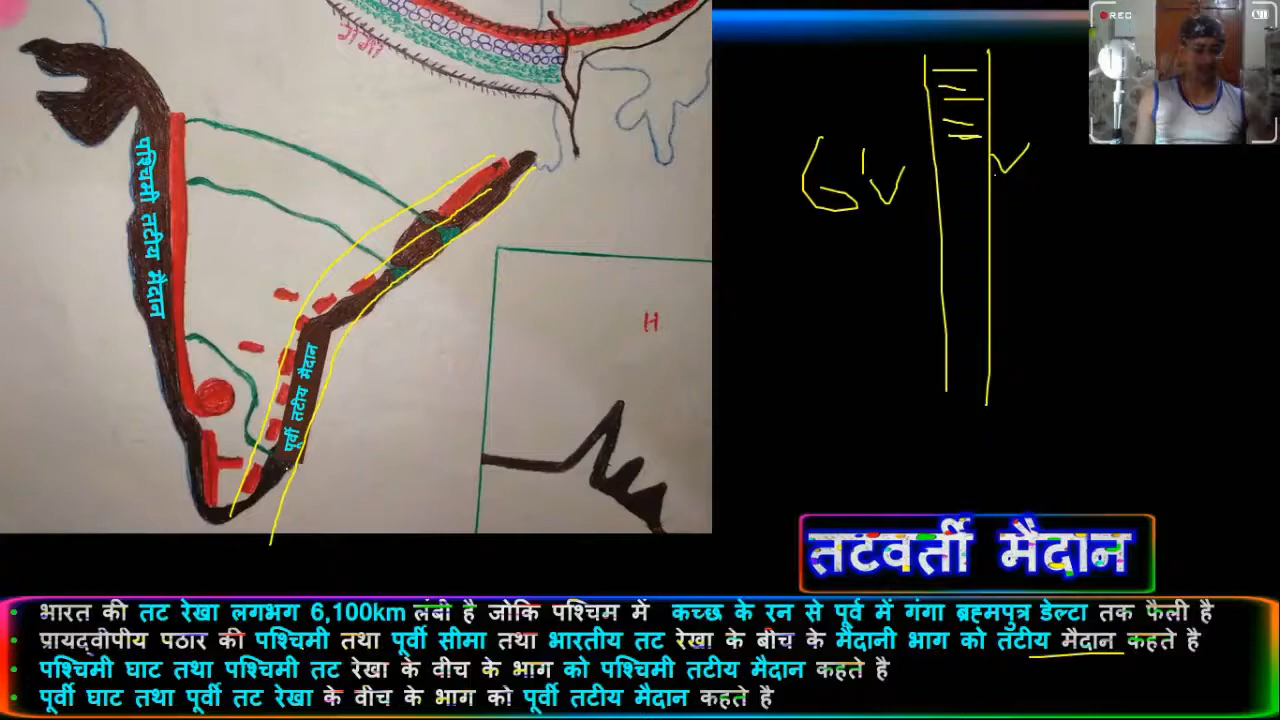 REC
गंगा
पश्चिमी तटीय मैदान
H
पूर्वी तटीय मैदान
तटवर्ती मैदान
• भारत की तट रेखा लगभग 6,100km लंबी है जोकि पश्चिम में कच्छ के रन से पूर्व में गंगा ब्रह्मपुत्र डेल्टा तक फैली है
• प्रायद्वीपीय पठार की पश्चिमी तथा पूर्वी सीमा तथा भारतीय तट रेखा के बीच के मैदानी भाग को तटीय मैदान कहते है
• पश्चिमी घाट तथा पश्चिमी तट रेखा के वीच के भाग को पश्चिमी तटीय मैदान कहते है
• पूर्वी घाट तथा पूर्वी तट रेखा के वीच के भाग को पूर्वी तटीय मैदान कहते है